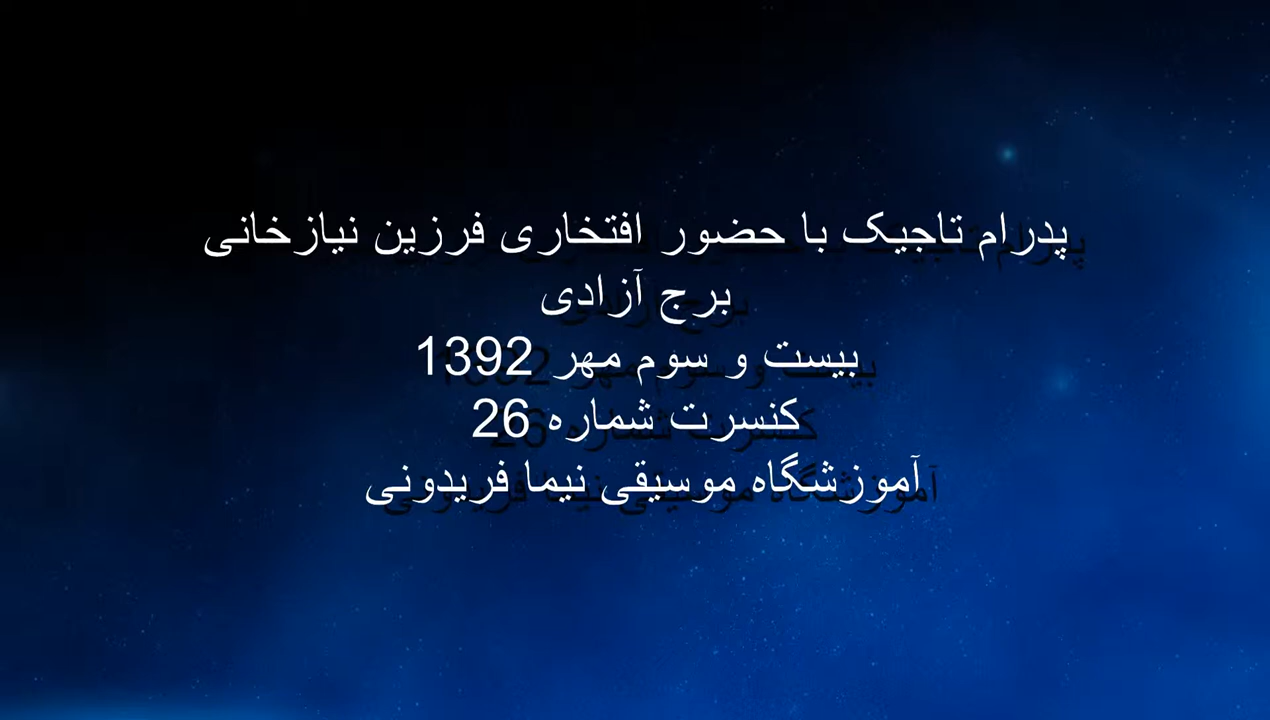 پدرام تاجیک با حضور افتخاری فرزین نیازخانی
برج آزادی
بیست و سوم مهر 1392
کنسرت شماره 26
آموزشگاه موسیقی نیما فریدونی